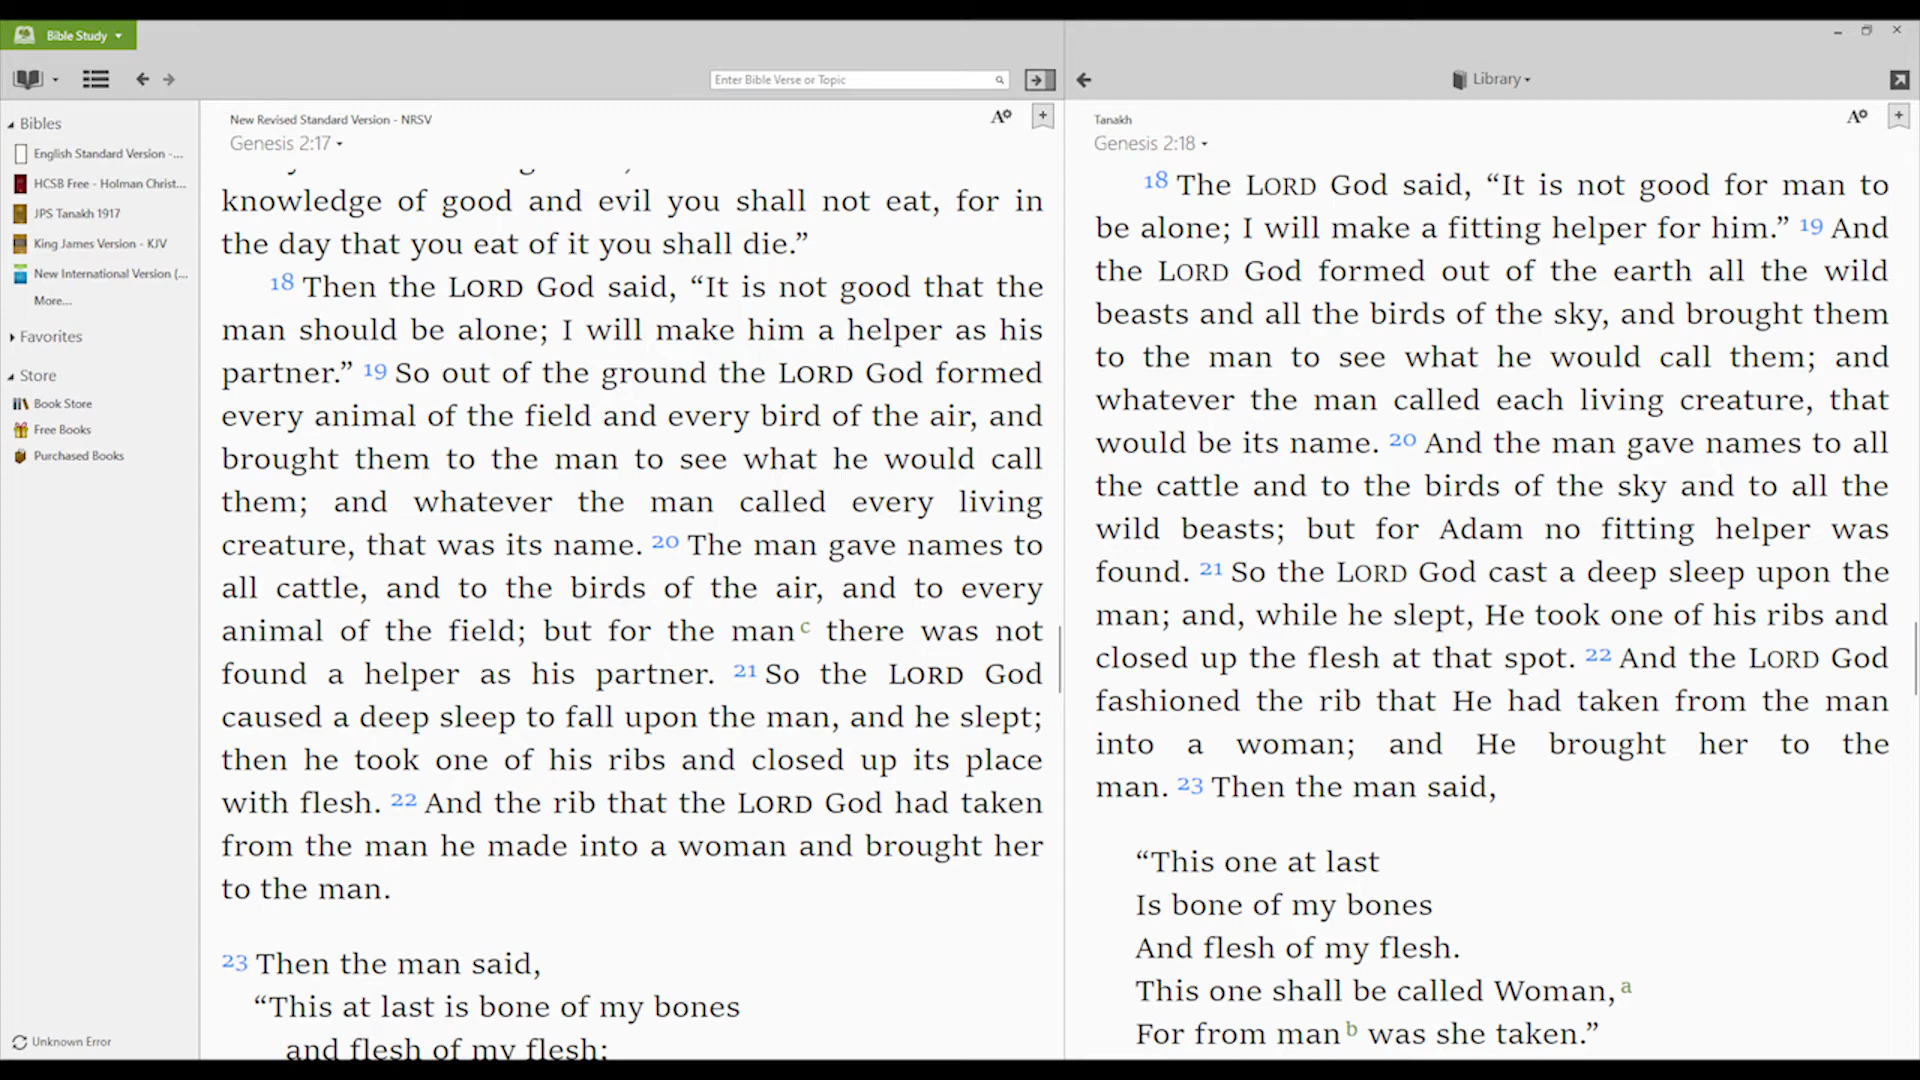 Bible Study
Enter Bible Verse or Topic
Library
Bibles
English Standard Version -...
HCSB Free - Holman Christ...
JPS Tanakh 1917
King James Version - KJV
New International Version (...
More...
Favorites
Store
Book Store
Free Books
Purchased Books
Unknown Error
New Revised Standard Version - NRSV
A
Genesis 2:17
knowledge of good and evil you shall not eat, for in
the day that you eat of it you shall die.”
18 Then the LORD God said, “It is not good that the
man should be alone; I will make him a helper as his
partner.” 19 So out of the ground the LORD God formed
every animal of the field and every bird of the air, and
brought them to the man to see what he would call
them; and whatever the man called every living
creature, that was its name. 20 The man gave names to
all cattle, and to the birds of the air, and to every
animal of the field; but for the man c there was not
found a helper as his partner. 21 So the LORD God
caused a deep sleep to fall upon the man, and he slept;
then he took one of his ribs and closed up its place
with flesh. 22 And the rib that the LORD God had taken
from the man he made into a woman and brought her
to the man.
23 Then the man said,
“This at last is bone of my bones
and flesh of my flesh;
Tanakh
A
Genesis 2:18
18 The LORD God said, “It is not good for man to
be alone; I will make a fitting helper for him.” 19 And
the LORD God formed out of the earth all the wild
beasts and all the birds of the sky, and brought them
to the man to see what he would call them; and
whatever the man called each living creature, that
would be its name. 20 And the man gave names to all
the cattle and to the birds of the sky and to all the
wild beasts; but for Adam no fitting helper was
found. 21 So the LORD God cast a deep sleep upon the
man; and, while he slept, He took one of his ribs and
closed up the flesh at that spot. 22 And the LORD God
fashioned the rib that He had taken from the man
into a woman; and He brought her to the
man. 23 Then the man said,
“This one at last
Is bone of my bones
And flesh of my flesh.
This one shall be called Woman, a
For from man b was she taken.”